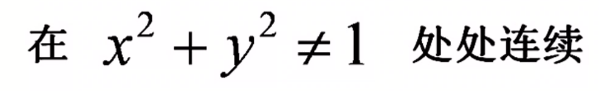 在 x² + y² ≠ 1 处处连续